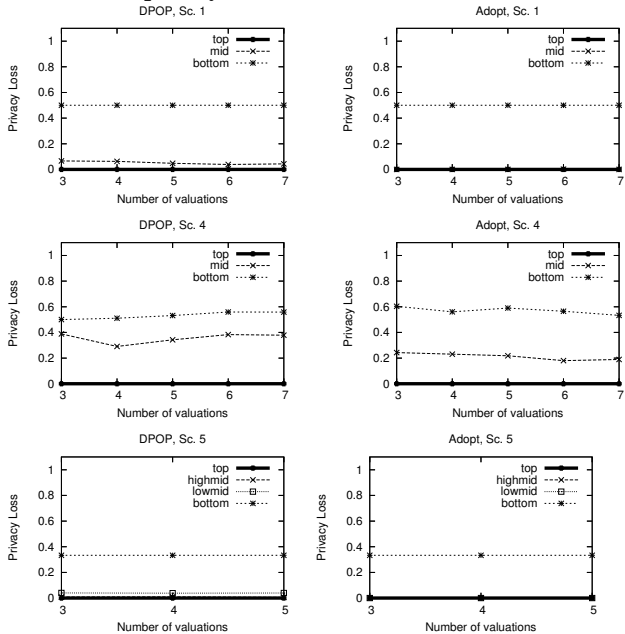 DPOP, Sc. 1
Privacy Loss
1
0.8
0.6
0.4
0.2
0
top
mid
bottom
3 4 5 6 7
Number of valuations
Adopt, Sc. 1
Privacy Loss
1
0.8
0.6
0.4
0.2
0
top
mid
bottom
3 4 5 6 7
Number of valuations
DPOP, Sc. 4
Privacy Loss
1
0.8
0.6
0.4
0.2
0
top
mid
bottom
3 4 5 6 7
Number of valuations
Adopt, Sc. 4
Privacy Loss
1
0.8
0.6
0.4
0.2
0
top
mid
bottom
3 4 5 6 7
Number of valuations
DPOP, Sc. 5
Privacy Loss
1
0.8
0.6
0.4
0.2
0
top
highmid
lowmid
bottom
3 4 5
Number of valuations
Adopt, Sc. 5
Privacy Loss
1
0.8
0.6
0.4
0.2
0
top
highmid
lowmid
bottom
3 4 5
Number of valuations